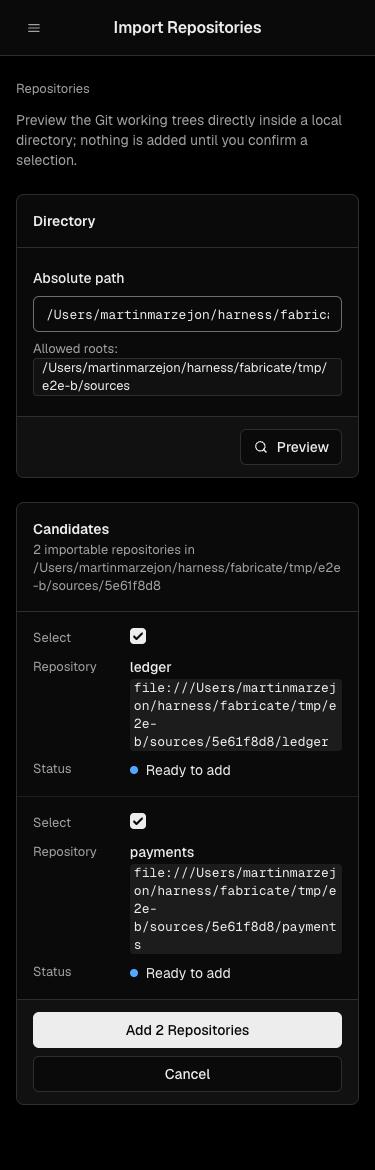 Import Repositories
Repositories
Preview the Git working trees directly inside a local
directory; nothing is added until you confirm a
selection.
Directory
Absolute path
/Users/martinmarzejon/harness/fabrica
Allowed roots:
/Users/martinmarzejon/harness/fabricate/tmp/
e2e-b/sources
Preview
Candidates
2 importable repositories in
/Users/martinmarzejon/harness/fabricate/tmp/e2e
-b/sources/5e61f8d8
Select
Repository
ledger
file:///Users/martinmarzej
on/harness/fabricate/tmp/e
2e-
b/sources/5e61f8d8/ledger
Status
Ready to add
Select
Repository
payments
file:///Users/martinmarzej
on/harness/fabricate/tmp/e
2e-
b/sources/5e61f8d8/payment
s
Status
Ready to add
Add 2 Repositories
Cancel